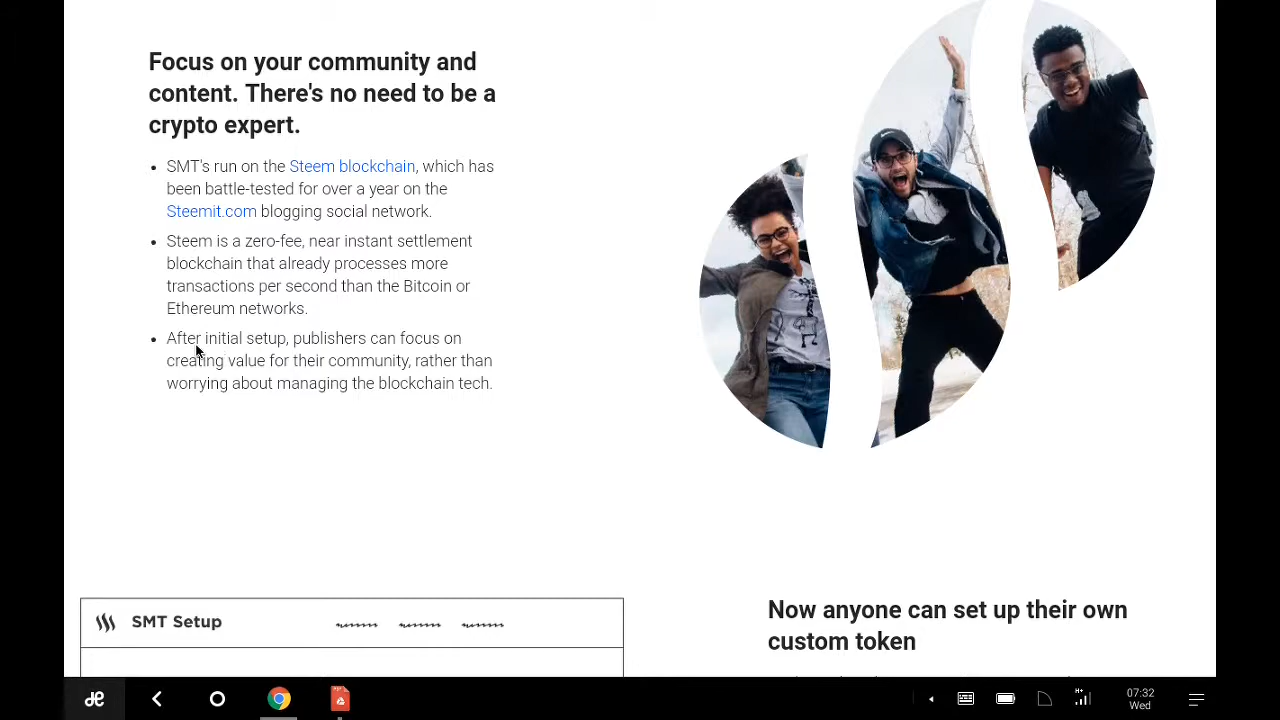 Focus on your community and
content. There's no need to be a
crypto expert.
• SMT's run on the Steem blockchain, which has
been battle-tested for over a year on the
Steemit.com blogging social network.
• Steem is a zero-fee, near instant settlement
blockchain that already processes more
transactions per second than the Bitcoin or
Ethereum networks.
• After initial setup, publishers can focus on
creating value for their community, rather than
worrying about managing the blockchain tech.
SMT Setup
Now anyone can set up their own
custom token
H+
07:32
Wed